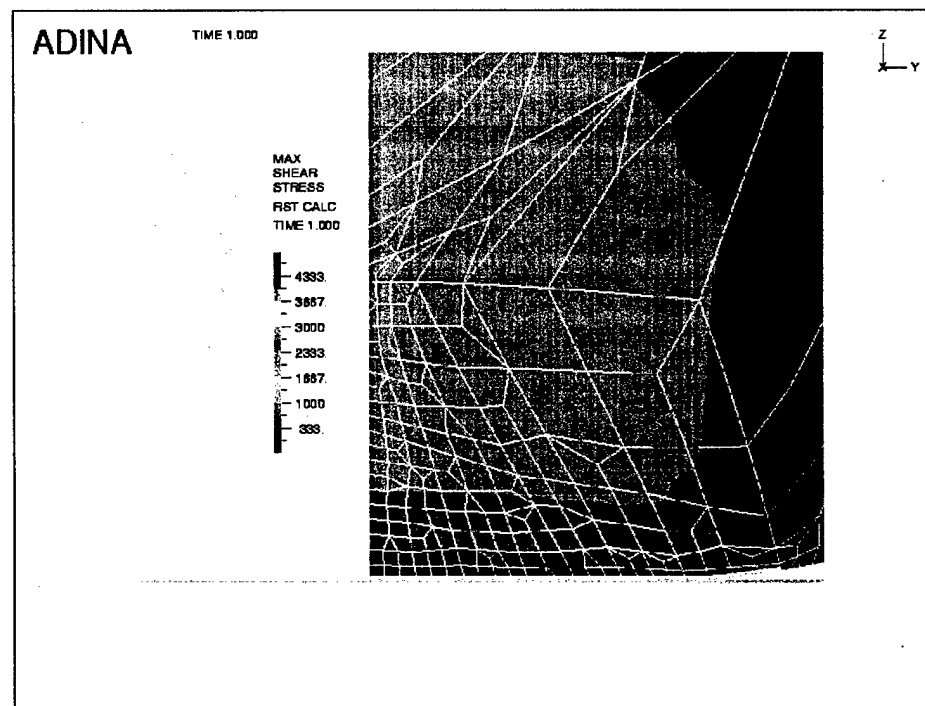 ADINA
TIME 1.000
Z
X
Y
MAX
SHEAR
STRESS
RST CALC
TIME 1.000
4333.
3667.
3000
2333.
1667.
1000
333.